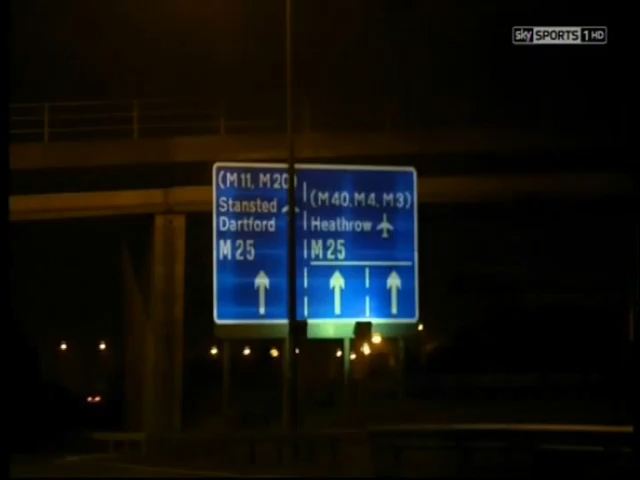 sky SPORTS 1 HD
(M11, M20)
Stansted
Dartford
M25
(M40, M4, M3)
Heathrow
M25